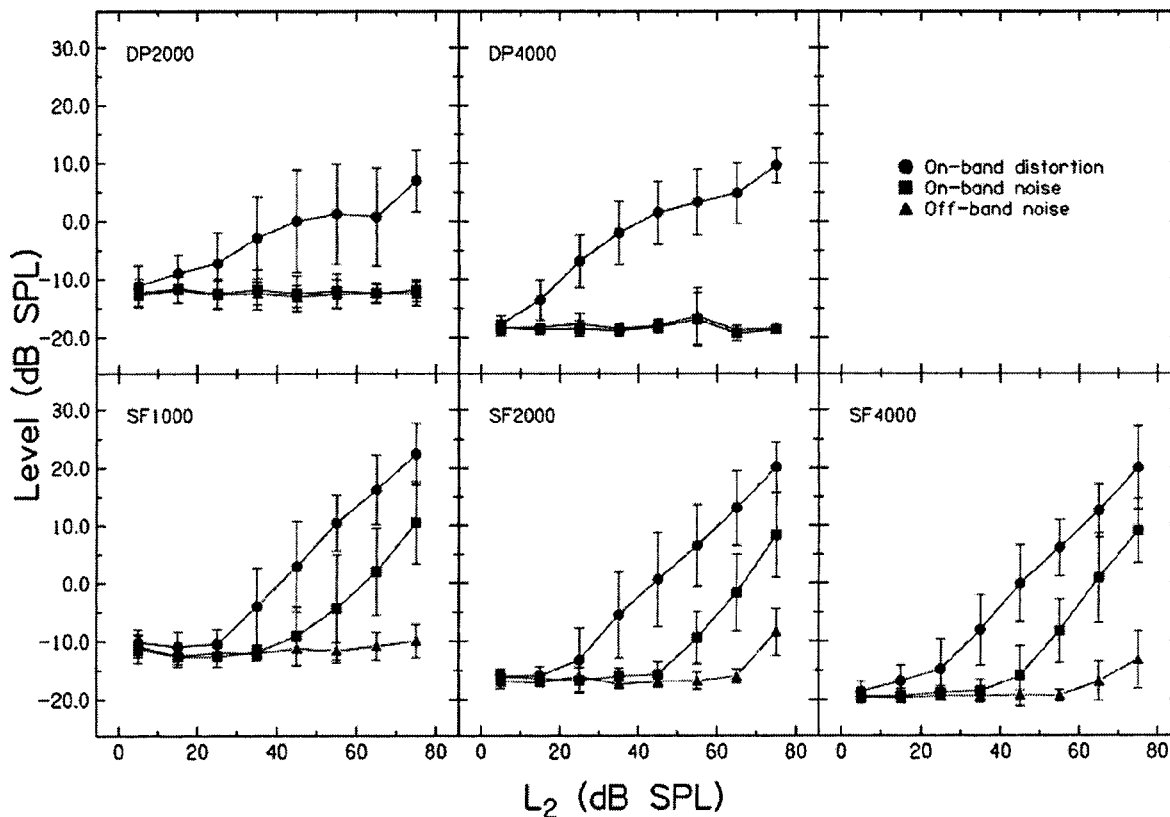 DP2000
DP4000
30.0
20.0
10.0
0.0
-10.0
-20.0
On-band distortion
On-band noise
Off-band noise
Level (dB, SPL)
SF1000
SF2000
SF4000
30.0
20.0
10.0
0.0
-10.0
-20.0
0 20 40 60 80 0 20 40 60 80 0 20 40 60 80
L2 (dB SPL)